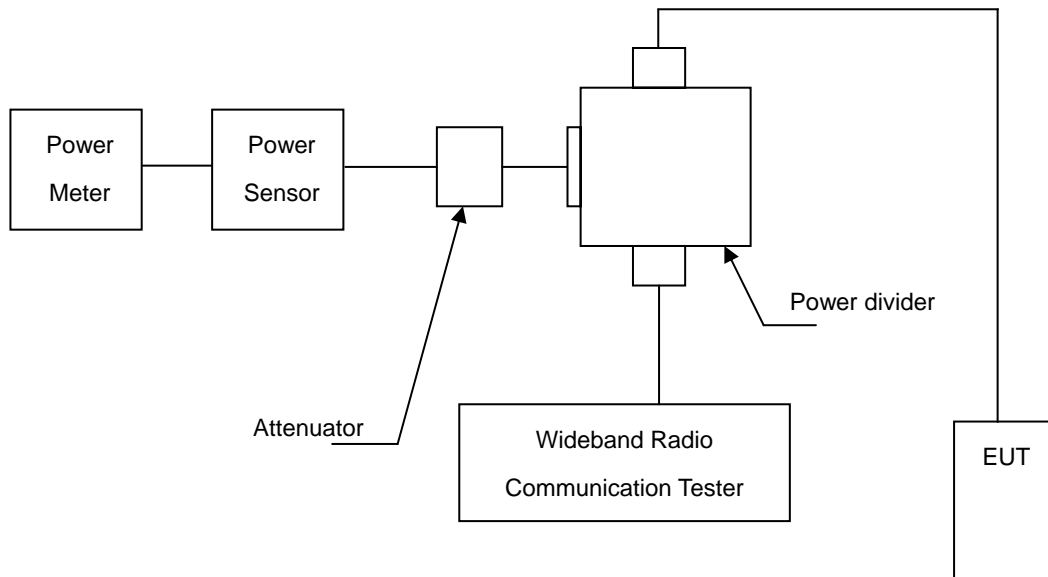 Power
Meter
Power
Sensor
Power divider
Attenuator
Wideband Radio
Communication Tester
EUT